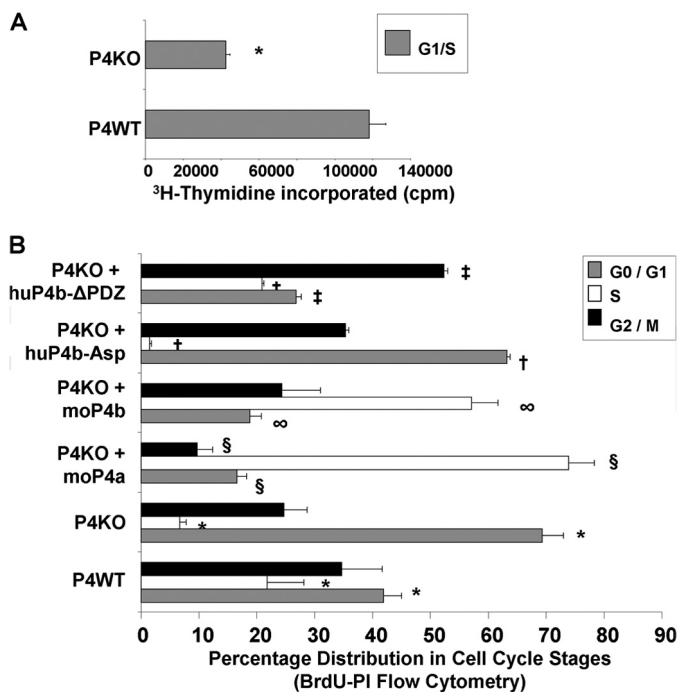 A
P4KO
*
G1/S
P4WT
0 20000 40000 60000 80000 100000 120000 140000
³H-Thymidine incorporated (cpm)
B
P4KO +
huP4b-ΔPDZ
‡
†
‡
G0 / G1
S
G2 / M
P4KO +
huP4b-Asp
†
†
P4KO +
moP4b
∞
∞
P4KO +
moP4a
§
§
§
P4KO
*
*
P4WT
*
*
0 10 20 30 40 50 60 70 80 90
Percentage Distribution in Cell Cycle Stages
(BrdU-PI Flow Cytometry)